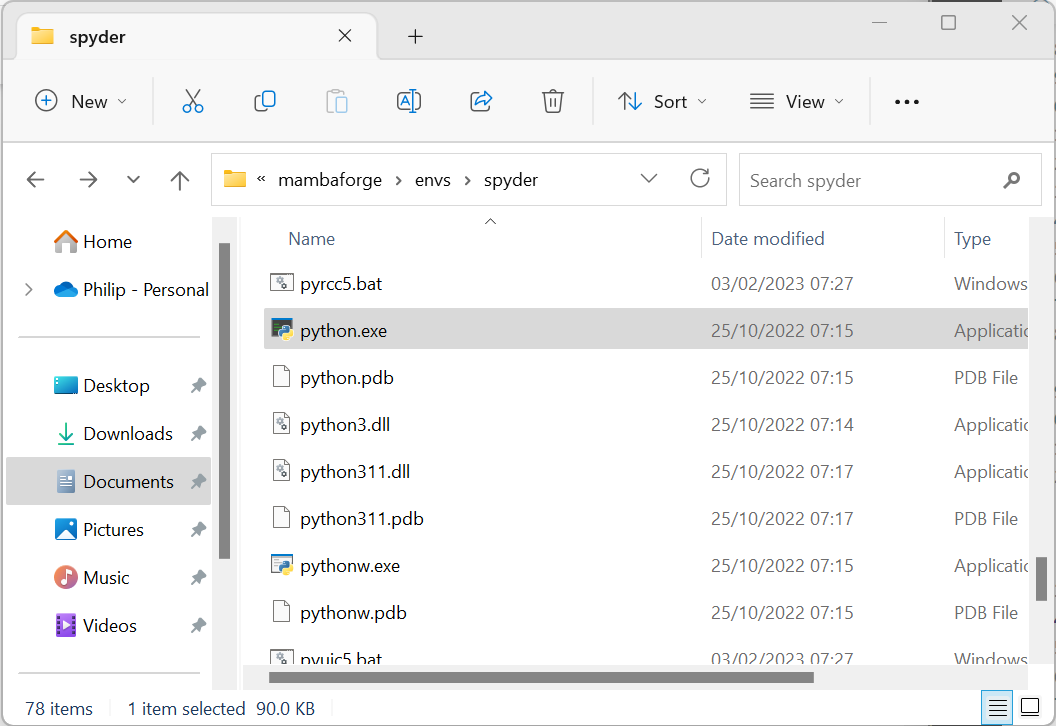 spyder
New
Sort
View
« mambaforge > envs > spyder
Search spyder
Home
Philip - Personal
Desktop
Downloads
Documents
Pictures
Music
Videos
Name Date modified Type
pyrcc5.bat 03/02/2023 07:27 Windows
python.exe 25/10/2022 07:15 Applicatic
python.pdb 25/10/2022 07:15 PDB File
python3.dll 25/10/2022 07:14 Applicatic
python311.dll 25/10/2022 07:17 Applicatic
python311.pdb 25/10/2022 07:17 PDB File
pythonw.exe 25/10/2022 07:15 Applicatic
pythonw.pdb 25/10/2022 07:15 PDB File
pyuic5.bat 03/02/2023 07:27 Windows
78 items 1 item selected 90.0 KB